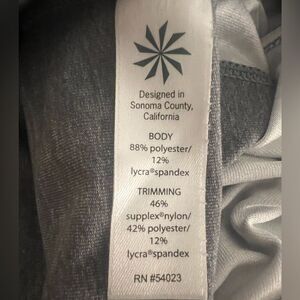 Designed in
Sonoma County,
California
BODY
88% polyester/
12%
lycra®spandex
TRIMMING
46%
supplex®nylon/
42% polyester/
12%
lycra®spandex
RN #54023